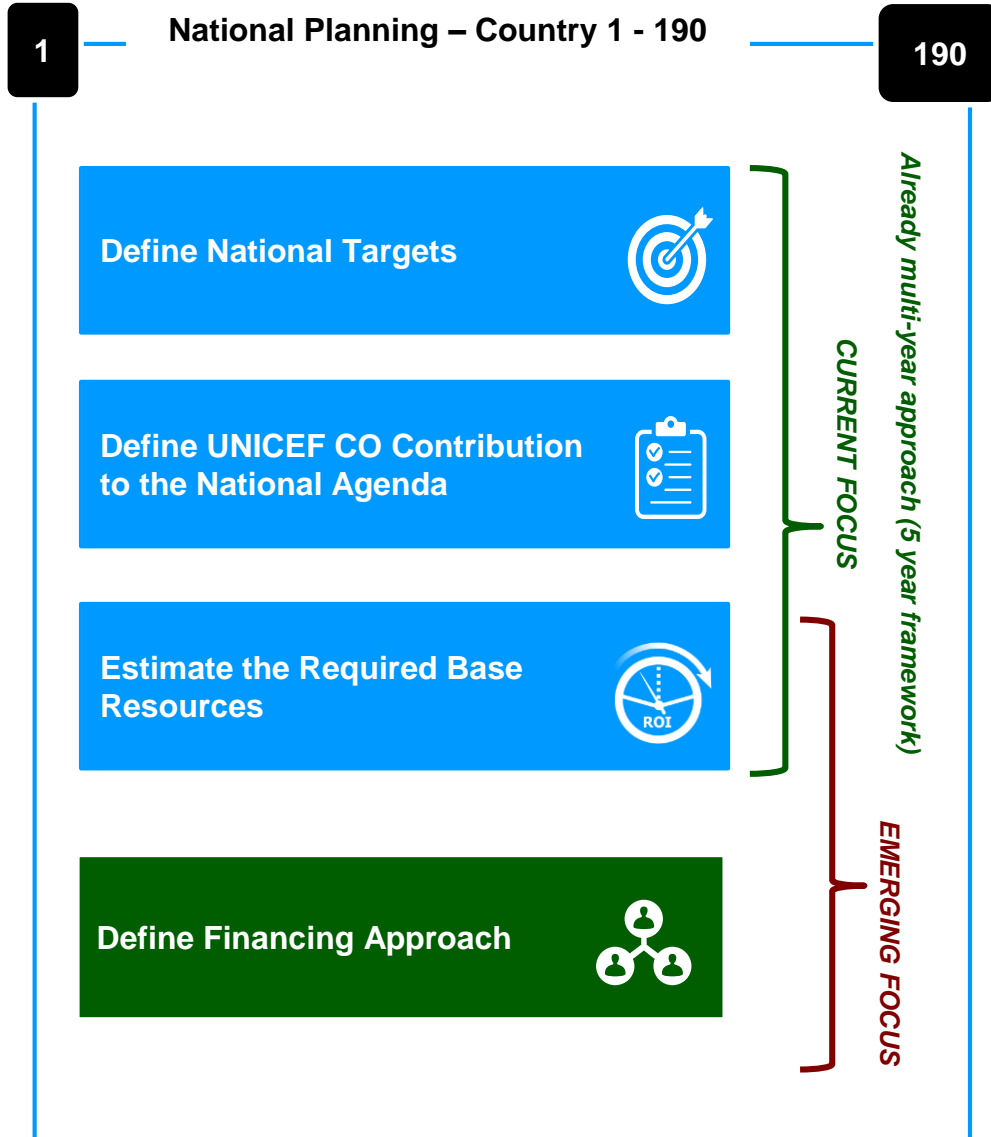 1
National Planning – Country 1 - 190
190
Define National Targets
Define UNICEF CO Contribution
to the National Agenda
Estimate the Required Base
Resources
ROI
Define Financing Approach
CURRENT FOCUS
Already multi-year approach (5 year framework)
EMERGING FOCUS